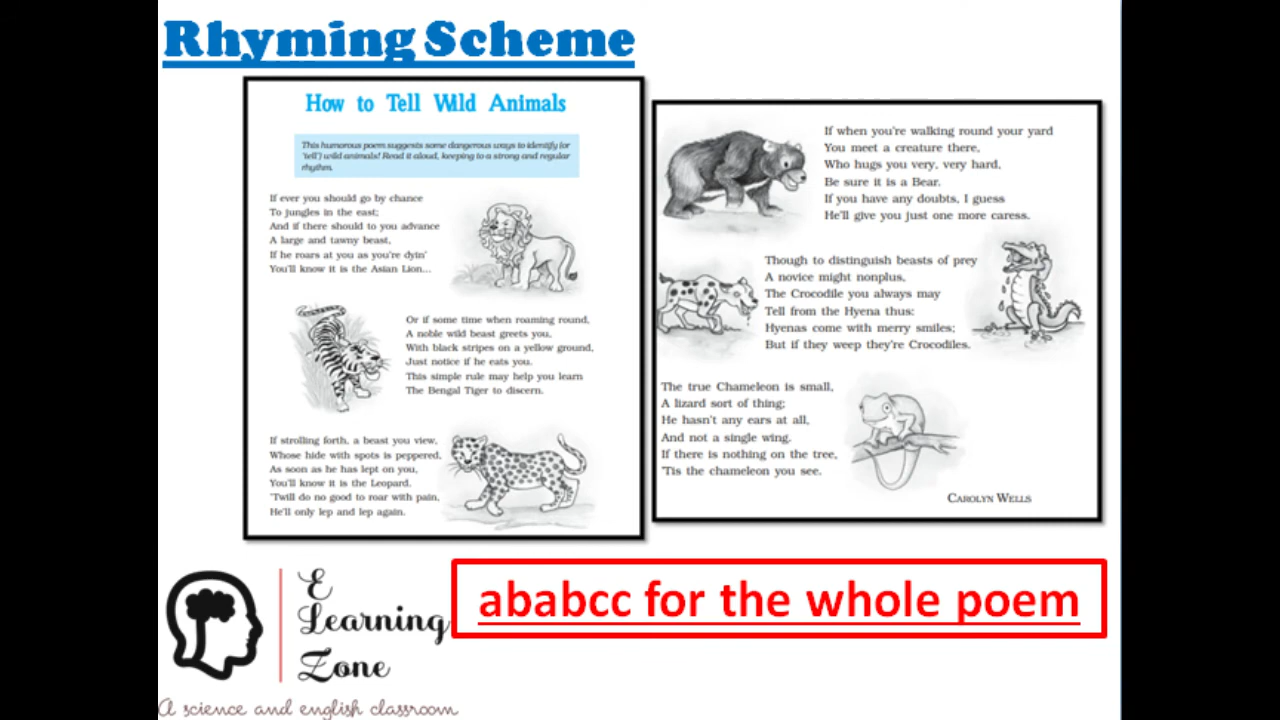 Rhyming Scheme
How to Tell Wild Animals
This humorous poem suggests some dangerous ways to identify (or
'tell') wild animals! Read it aloud, keeping to a strong and regular
rhythm.
If ever you should go by chance
To jungles in the east;
And if there should to you advance
A large and tawny beast,
If he roars at you as you're dyin'
You'll know it is the Asian Lion...
Or if some time when roaming round,
A noble wild beast greets you,
With black stripes on a yellow ground,
Just notice if he eats you.
This simple rule may help you learn
The Bengal Tiger to discern.
If strolling forth, a beast you view,
Whose hide with spots is peppered,
As soon as he has lept on you,
You'll know it is the Leopard.
'Twill do no good to roar with pain,
He'll only lep and lep again.
If when you're walking round your yard
You meet a creature there,
Who hugs you very, very hard,
Be sure it is a Bear.
If you have any doubts, I guess
He'll give you just one more caress.
Though to distinguish beasts of prey
A novice might nonplus,
The Crocodile you always may
Tell from the Hyena thus:
Hyenas come with merry smiles;
But if they weep they're Crocodiles.
The true Chameleon is small,
A lizard sort of thing;
He hasn't any ears at all,
And not a single wing.
If there is nothing on the tree,
'Tis the chameleon you see.
CAROLYN WELLS
ababcc for the whole poem
E
Learning
Zone
A science and english classroom